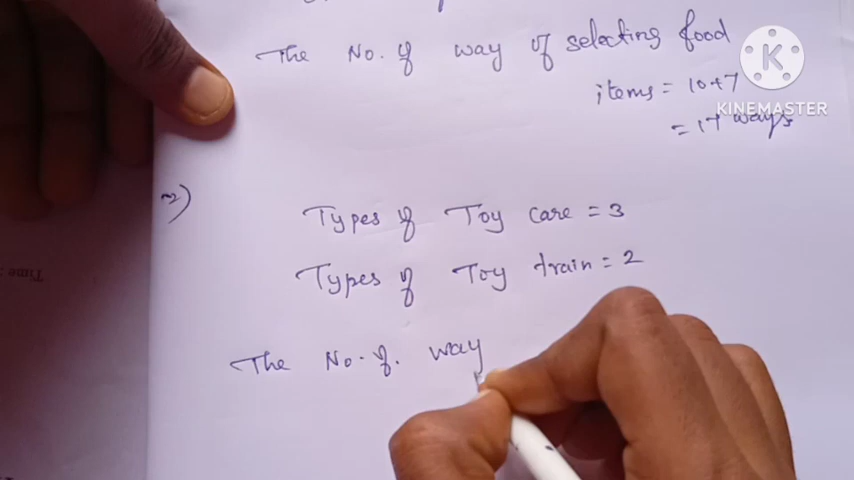 The No. of way of selecting food
items = 10+7
= 17 ways
KINEMASTER
2)
Types of Toy care = 3
Types of Toy train = 2
The No. of. way
Time